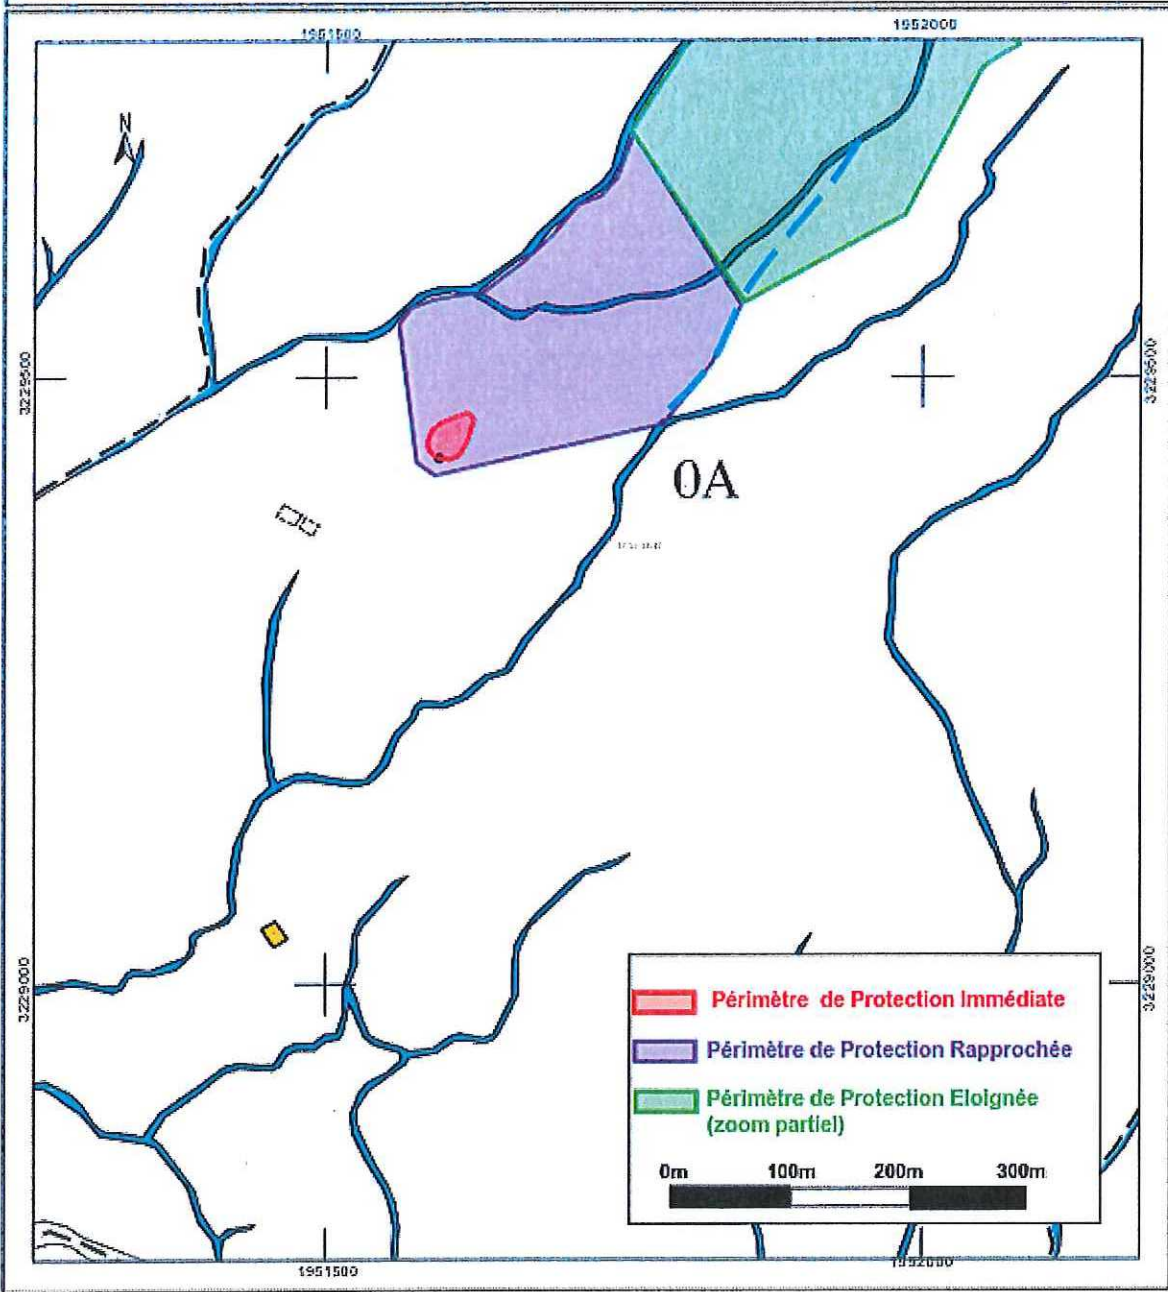 1951500
1952000
N
3229500
3229500
0A
3229000
3229000
Périmètre de Protection Immédiate
Périmètre de Protection Rapprochée
Périmètre de Protection Eloignée
(zoom partiel)
0m 100m 200m 300m
1951500
1952000